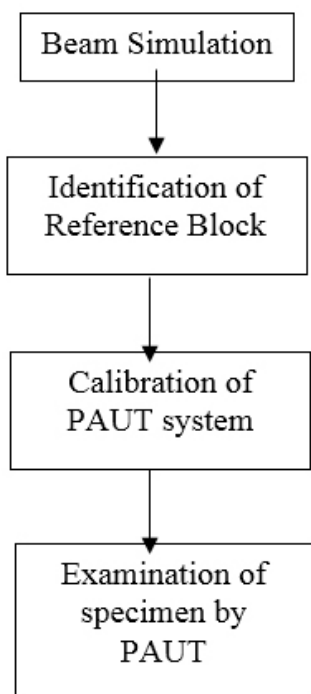 Beam Simulation
Identification of
Reference Block
Calibration of
PAUT system
Examination of
specimen by
PAUT